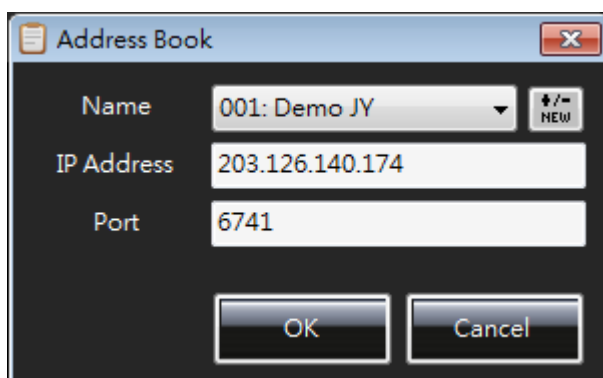 Address Book
Name 001: Demo JY +/- NEW
IP Address 203.126.140.174
Port 6741
OK Cancel